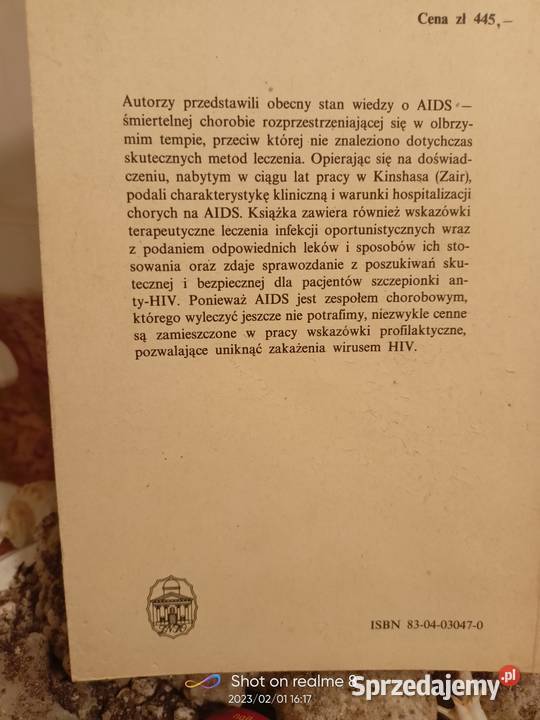 Cena zł 445,—
Autorzy przedstawili obecny stan wiedzy o AIDS —
śmiertelnej chorobie rozprzestrzeniającej się w olbrzy-
mim tempie, przeciw której nie znaleziono dotychczas
skutecznych metod leczenia. Opierając się na doświad-
czeniu, nabytym w ciągu lat pracy w Kinshasa (Zair),
podali charakterystykę kliniczną i warunki hospitalizacji
chorych na AIDS. Książka zawiera również wskazówki
terapeutyczne leczenia infekcji oportunistycznych wraz
z podaniem odpowiednich leków i sposobów ich sto-
sowania oraz zdaje sprawozdanie z poszukiwań sku-
tecznej i bezpiecznej dla pacjentów szczepionki an-
ty-HIV. Ponieważ AIDS jest zespołem chorobowym,
którego wyleczyć jeszcze nie potrafimy, niezwykle cenne
są zamieszczone w pracy wskazówki profilaktyczne,
pozwalające uniknąć zakażenia wirusem HIV.
ISBN 83-04-03047-0
Shot on realme 8
2023/02/01 16:17
Sprzedajemy.pl